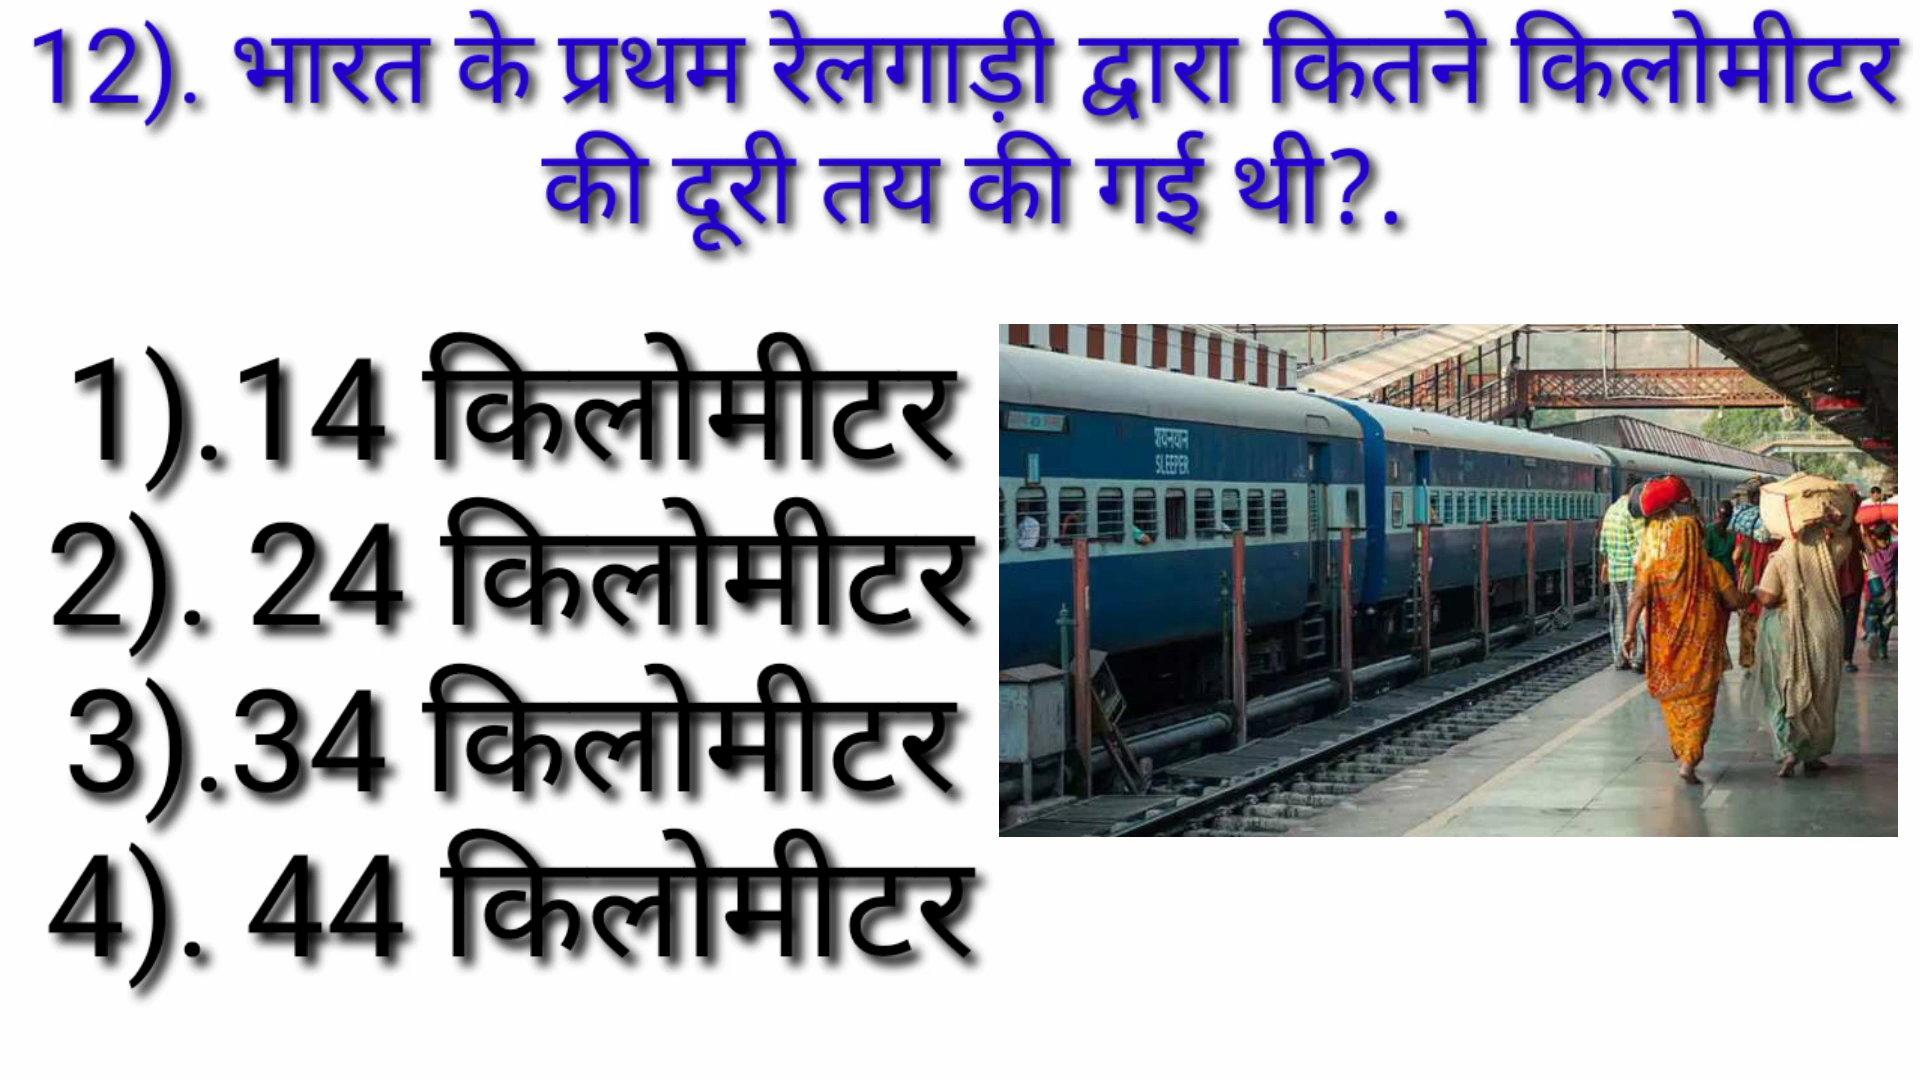 12). भारत के प्रथम रेलगाड़ी द्वारा कितने किलोमीटर
की दूरी तय की गई थी?.
1).14 किलोमीटर
2). 24 किलोमीटर
3).34 किलोमीटर
4). 44 किलोमीटर
शयनयान
SLEEPER